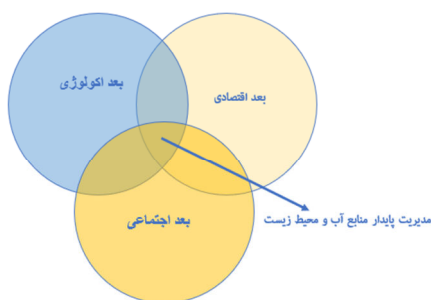 بعد اکولوژی
بعد اقتصادی
بعد اجتماعی
مدیریت پایدار منابع آب و محیط زیست